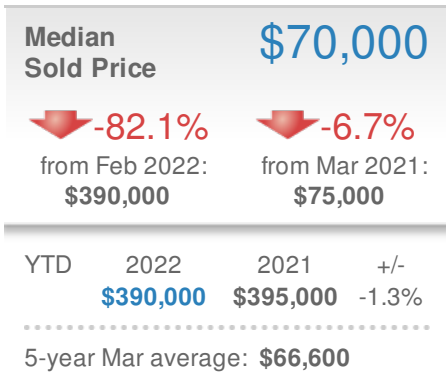 Median $70,000
Sold Price
-82.1% -6.7%
from Feb 2022: from Mar 2021:
$390,000 $75,000
YTD 2022 2021 +/-
$390,000 $395,000 -1.3%
5-year Mar average: $66,600